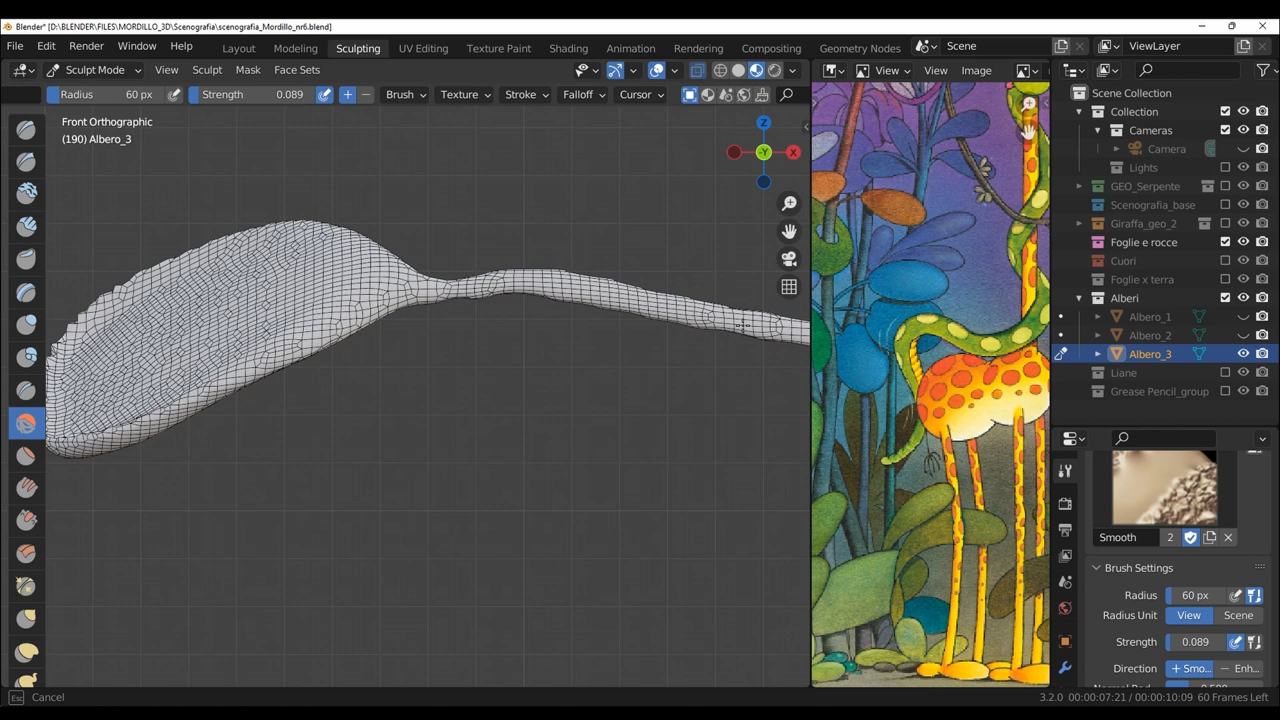 Blender* [D:\BLENDER\FILES\MORDILLO_3D\Scenografia\scenografia_Mordillo_nr6.blend]
File Edit Render Window Help Layout Modeling Sculpting UV Editing Texture Paint Shading Animation Rendering Compositing Geometry Nodes Scene ViewLayer
Sculpt Mode View Sculpt Mask Face Sets View View Image
Radius 60 px Strength 0.089 Brush Texture Stroke Falloff Cursor
Scene Collection
Collection
Cameras
Camera
Lights
GEO_Serpente
Scenografia_base
Giraffa_geo_2
Foglie e rocce
Cuori
Foglie x terra
Alberi
Albero_1
Albero_2
Albero_3
Liane
Grease Pencil_group
Front Orthographic
(190) Albero_3
Z
-Y
X
Smooth 2
Brush Settings
Radius 60 px
Radius Unit View Scene
Strength 0.089
Direction + Smo... − Enh...
Esc Cancel
3.2.0 00:00:07:21 / 00:00:10:09 60 Frames Left